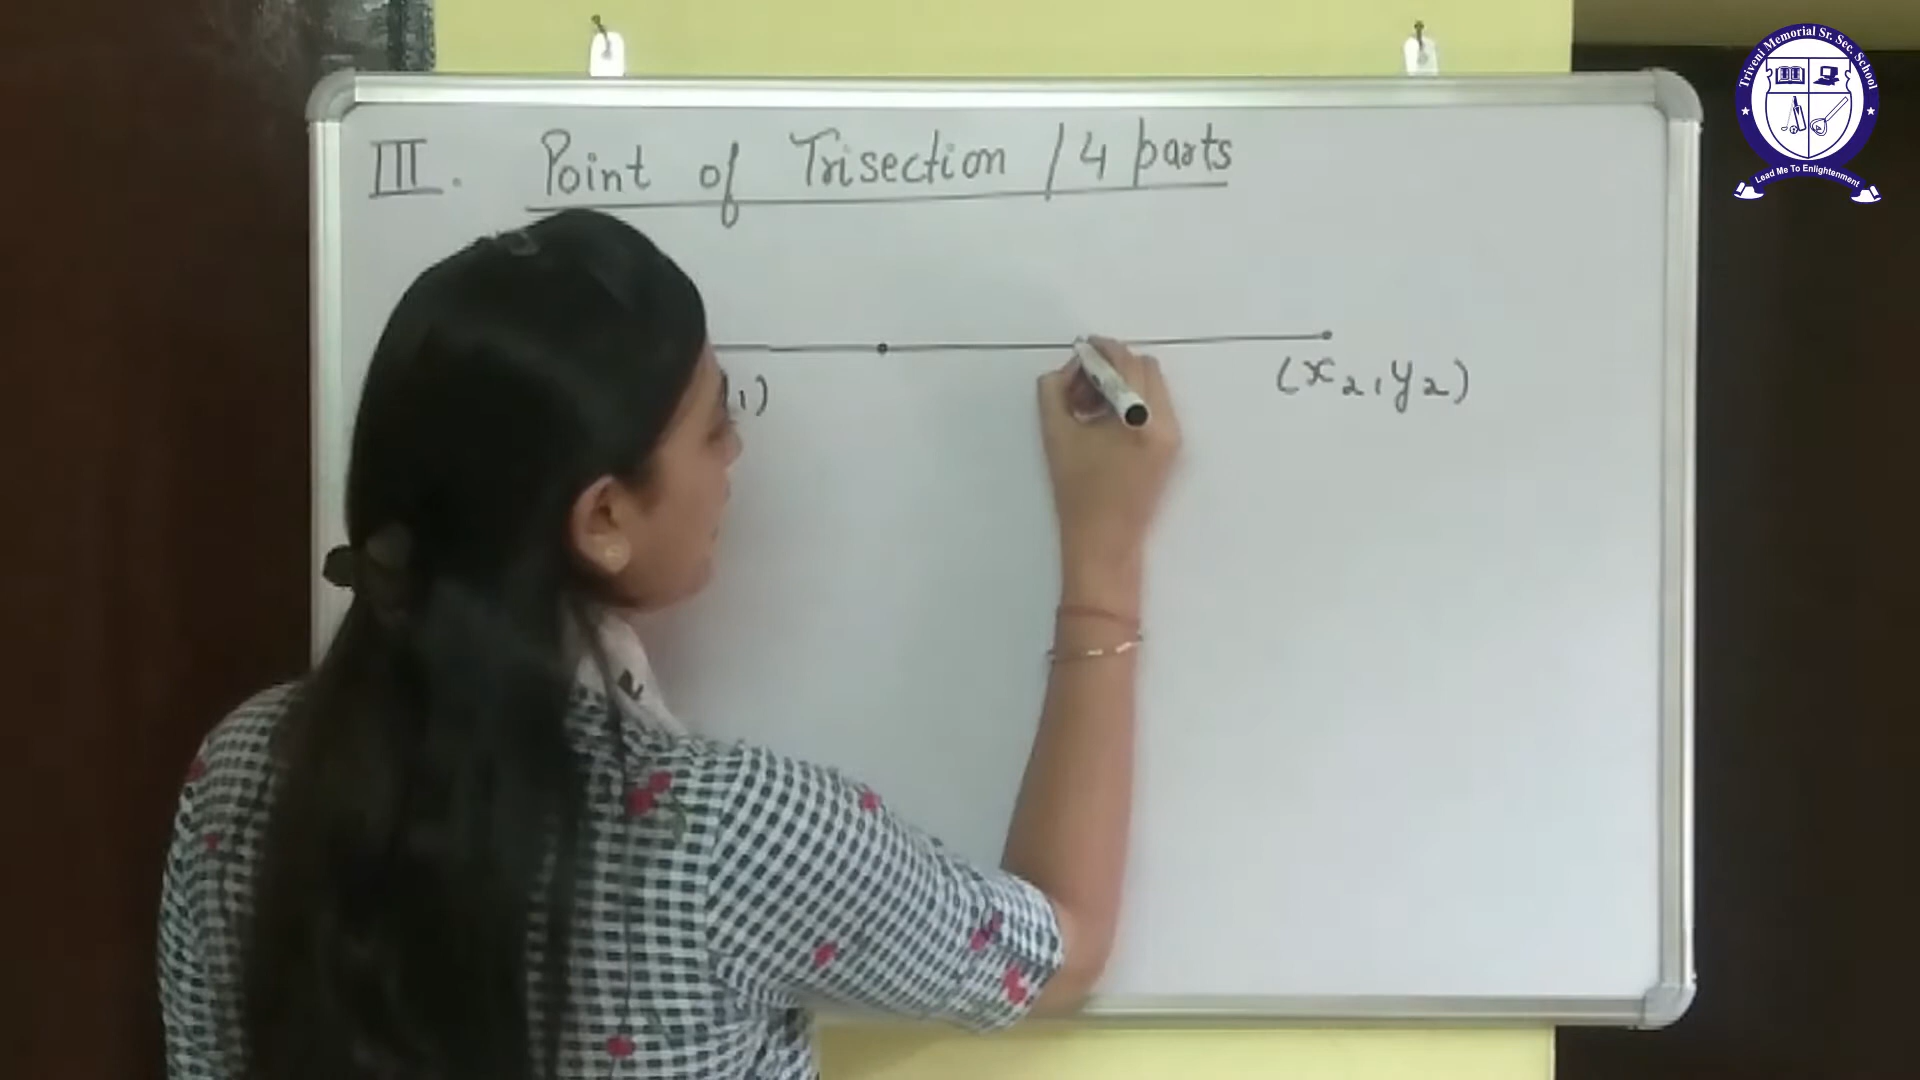 III. Point of Trisection / 4 parts
1)
(x₂, y₂)
Triveni Memorial Sr. Sec. School
Lead Me To Enlightenment